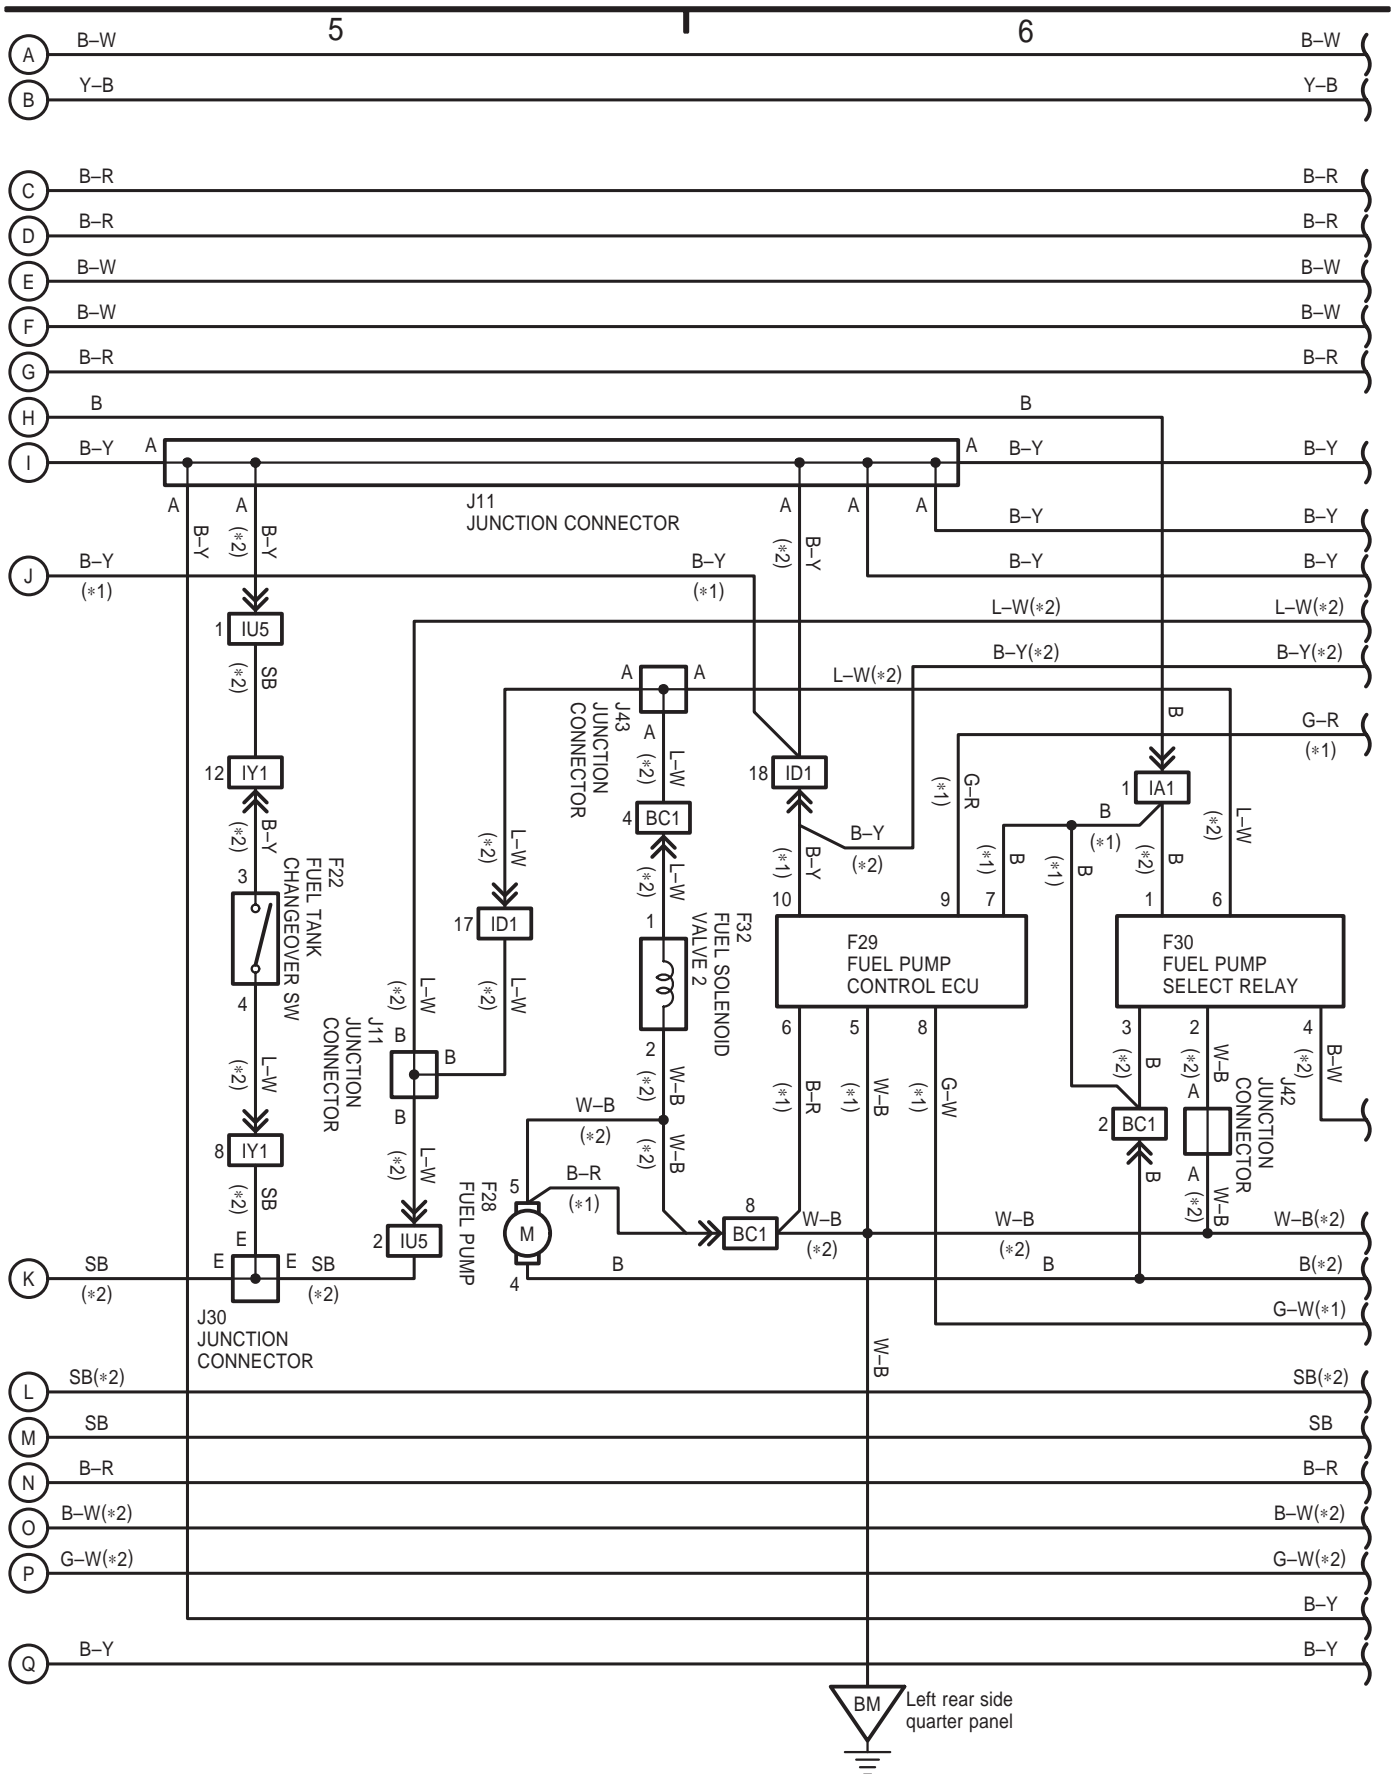 5
6
A
B–W
B–W
B
Y–B
Y–B
C
B–R
B–R
D
B–R
B–R
E
B–W
B–W
F
B–W
B–W
G
B–R
B–R
H
B
B
I
B–Y
A
A
B–Y
B–Y
J11
JUNCTION CONNECTOR
A
A
A
A
A
B–Y
(*2)
B–Y
(*2)
B–Y
B–Y
B–Y
B–Y
B–Y
J
B–Y
(*1)
B–Y
(*1)
L–W(*2)
L–W(*2)
1
IU5
B–Y(*2)
B–Y(*2)
(*2)
SB
A
A
L–W(*2)
J43
JUNCTION
CONNECTOR
A
(*2)
L–W
B
G–R
(*1)
12
IY1
18
ID1
1
IA1
4
BC1
(*1)
G–R
(*2)
L–W
(*2)
B–Y
(*2)
L–W
B–Y
(*2)
B
(*1)
(*2)
L–W
(*1)
B–Y
(*1)
B
(*1)
B
(*2)
B
3
F22
FUEL TANK
CHANGEOVER SW
4
17
ID1
1
F32
FUEL SOLENOID
VALVE 2
2
10
9
7
F29
FUEL PUMP
CONTROL ECU
6
5
8
1
6
F30
FUEL PUMP
SELECT RELAY
3
2
4
(*2)
L–W
(*2)
L–W
J11
JUNCTION
CONNECTOR
B
B
B
(*2)
L–W
(*2)
W–B
(*1)
B–R
(*1)
W–B
(*1)
G–W
(*2)
B
(*2)
W–B
(*2)
B–W
A
J42
JUNCTION
CONNECTOR
A
W–B
(*2)
(*2)
W–B
8
IY1
2
BC1
B
(*2)
W–B
(*2)
L–W
B–R
(*1)
(*2)
SB
5
F28
FUEL PUMP
M
4
8
BC1
2
IU5
W–B
(*2)
W–B
(*2)
W–B(*2)
E
E
E
K
SB
(*2)
SB
(*2)
B
B
B(*2)
J30
JUNCTION
CONNECTOR
G–W(*1)
W–B
L
SB(*2)
SB(*2)
M
SB
SB
N
B–R
B–R
O
B–W(*2)
B–W(*2)
P
G–W(*2)
G–W(*2)
B–Y
Q
B–Y
B–Y
BM
Left rear side
quarter panel